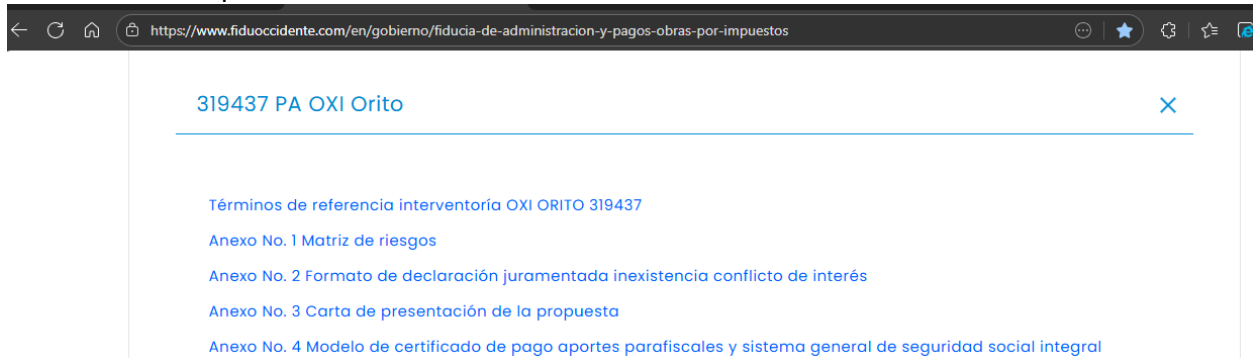 https://www.fiduoccidente.com/en/gobierno/fiducia-de-administracion-y-pagos-obras-por-impuestos
319437 PA OXI Orito
Términos de referencia interventoría OXI ORITO 319437
Anexo No. 1 Matriz de riesgos
Anexo No. 2 Formato de declaración juramentada inexistencia conflicto de interés
Anexo No. 3 Carta de presentación de la propuesta
Anexo No. 4 Modelo de certificado de pago aportes parafiscales y sistema general de seguridad social integral